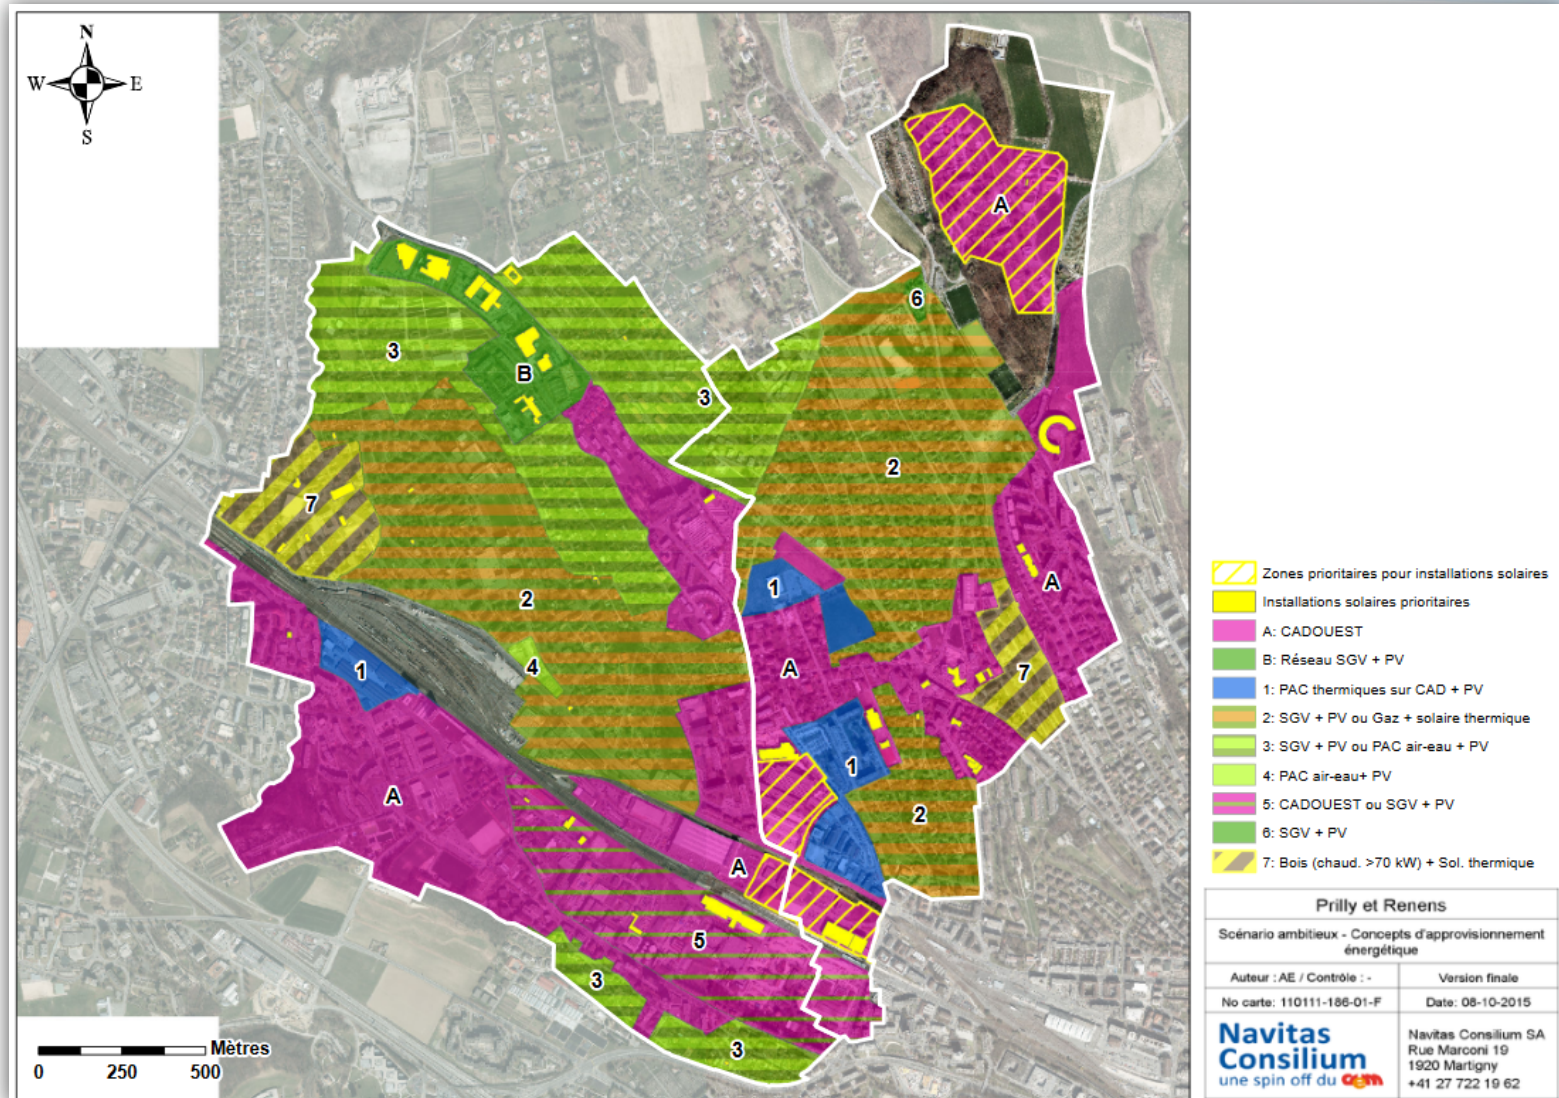 N
W E
S
A
6
3
B
3
2
7
1
A
2
4
A
7
1
1
A
2
A
5
3
3
Mètres
0 250 500
Zones prioritaires pour installations solaires
Installations solaires prioritaires
A: CADOUEST
B: Réseau SGV + PV
1: PAC thermiques sur CAD + PV
2: SGV + PV ou Gaz + solaire thermique
3: SGV + PV ou PAC air-eau + PV
4: PAC air-eau+ PV
5: CADOUEST ou SGV + PV
6: SGV + PV
7: Bois (chaud. >70 kW) + Sol. thermique
Prilly et Renens
Scénario ambitieux - Concepts d'approvisionnement
énergétique
Auteur : AE / Contrôle : - Version finale
No carte: 110111-186-01-F Date: 08-10-2015
Navitas
Consilium
une spin off du crem
Navitas Consilium SA
Rue Marconi 19
1920 Martigny
+41 27 722 19 62